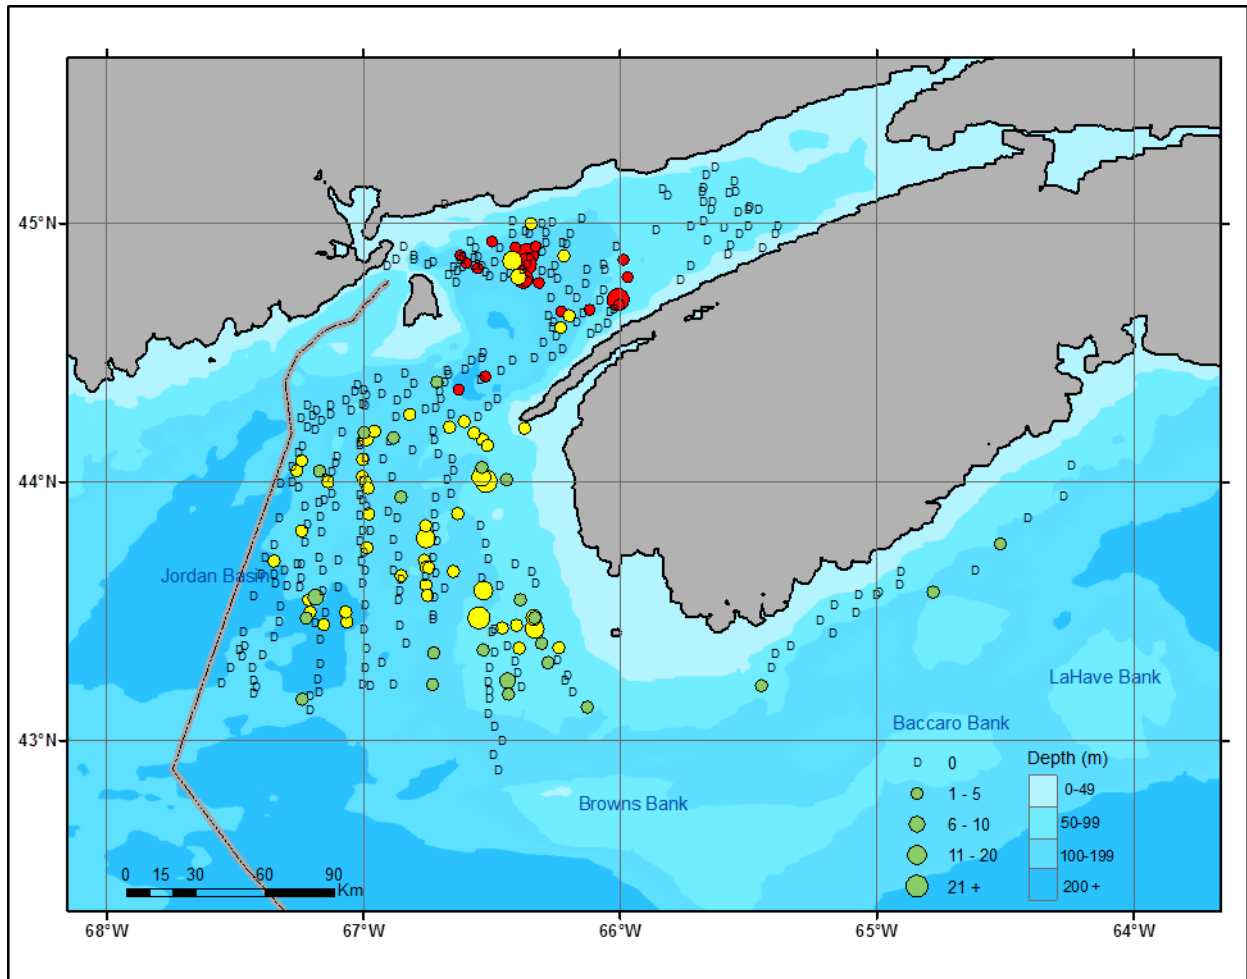 45°N
44°N
Jordan Basin
LaHave Bank
43°N
Baccaro Bank
Browns Bank
D 0
1 - 5
6 - 10
11 - 20
21 +
Depth (m)
0-49
50-99
100-199
200 +
0 15 30 60 90
Km
68°W 67°W 66°W 65°W 64°W